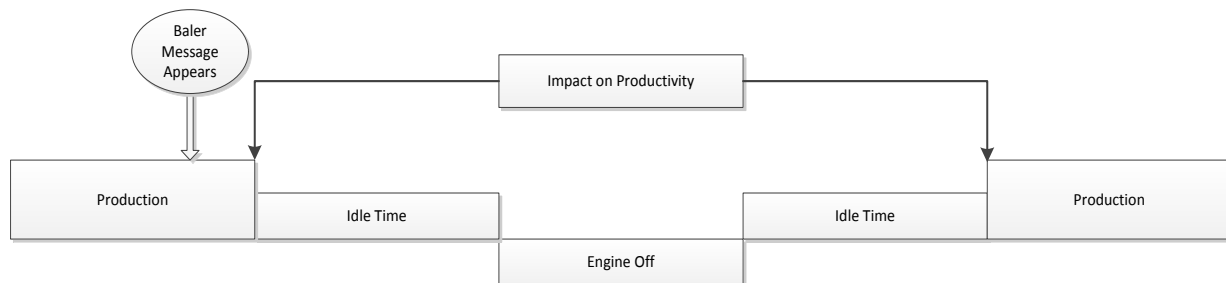 Baler
Message
Appears
Impact on Productivity
Production
Idle Time
Idle Time
Production
Engine Off